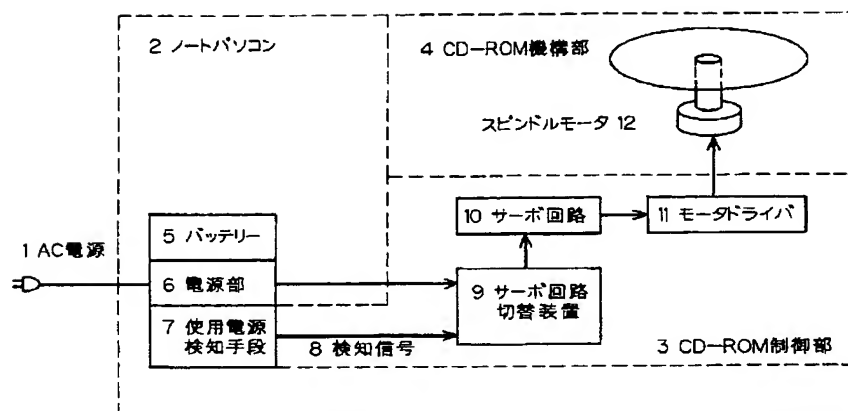 2 ノートパソコン
4 CD-ROM機構部
スピンドルモータ 12
10 サーボ回路
11 モータドライバ
5 バッテリー
1 AC電源
6 電源部
9 サーボ回路
切替装置
7 使用電源
検知手段
8 検知信号
3 CD-ROM制御部